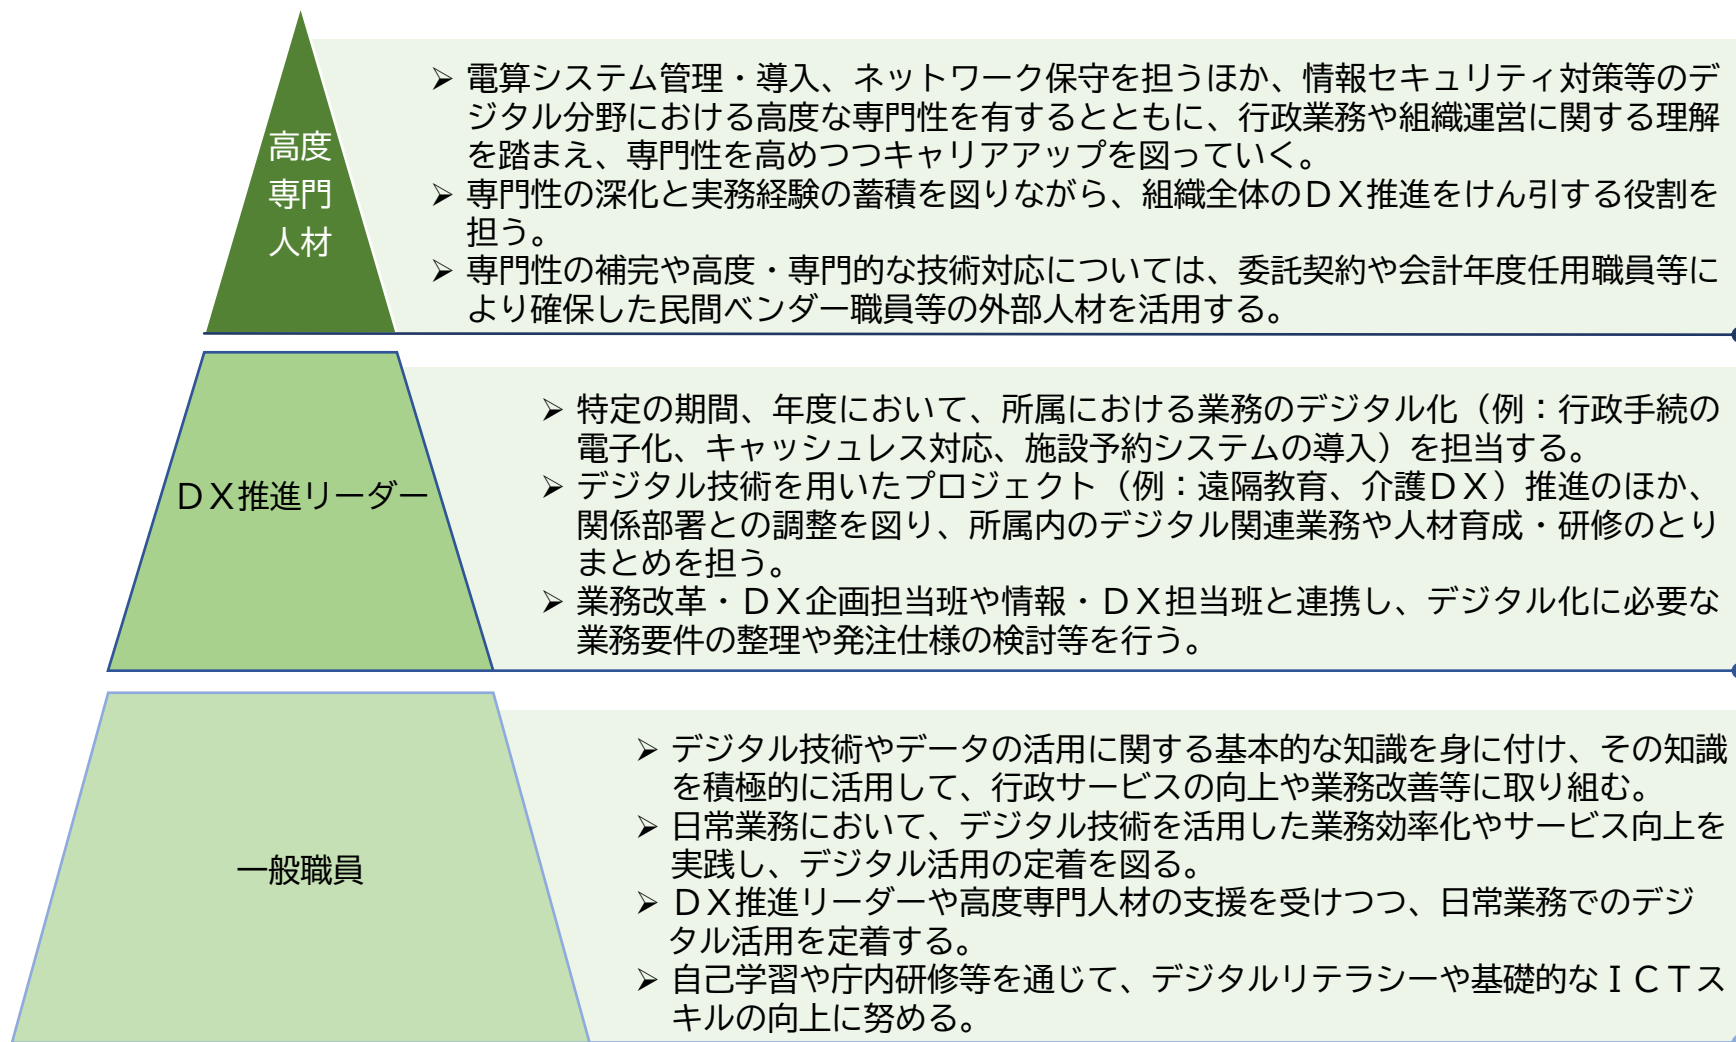 高度
専門
人材
➢ 電算システム管理・導入、ネットワーク保守を担うほか、情報セキュリティ対策等のデ
ジタル分野における高度な専門性を有するとともに、行政業務や組織運営に関する理解
を踏まえ、専門性を高めつつキャリアアップを図っていく。
➢ 専門性の深化と実務経験の蓄積を図りながら、組織全体のＤＸ推進をけん引する役割を
担う。
➢ 専門性の補完や高度・専門的な技術対応については、委託契約や会計年度任用職員等に
より確保した民間ベンダー職員等の外部人材を活用する。
ＤＸ推進リーダー
➢ 特定の期間、年度において、所属における業務のデジタル化（例：行政手続の
電子化、キャッシュレス対応、施設予約システムの導入）を担当する。
➢ デジタル技術を用いたプロジェクト（例：遠隔教育、介護ＤＸ）推進のほか、
関係部署との調整を図り、所属内のデジタル関連業務や人材育成・研修のとり
まとめを担う。
➢ 業務改革・ＤＸ企画担当班や情報・ＤＸ担当班と連携し、デジタル化に必要な
業務要件の整理や発注仕様の検討等を行う。
一般職員
➢ デジタル技術やデータの活用に関する基本的な知識を身に付け、その知識
を積極的に活用して、行政サービスの向上や業務改善等に取り組む。
➢ 日常業務において、デジタル技術を活用した業務効率化やサービス向上を
実践し、デジタル活用の定着を図る。
➢ ＤＸ推進リーダーや高度専門人材の支援を受けつつ、日常業務でのデジ
タル活用を定着する。
➢ 自己学習や庁内研修等を通じて、デジタルリテラシーや基礎的なＩＣＴス
キルの向上に努める。